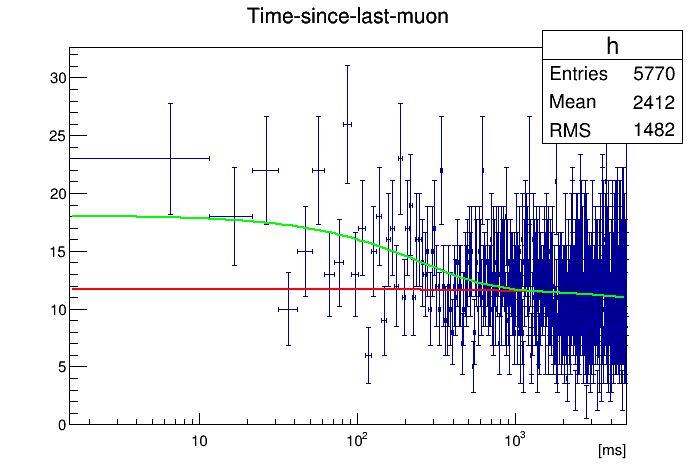 Time-since-last-muon
h
Entries 5770
Mean 2412
RMS 1482
30
25
20
15
10
5
0
10 10² 10³
[ms]